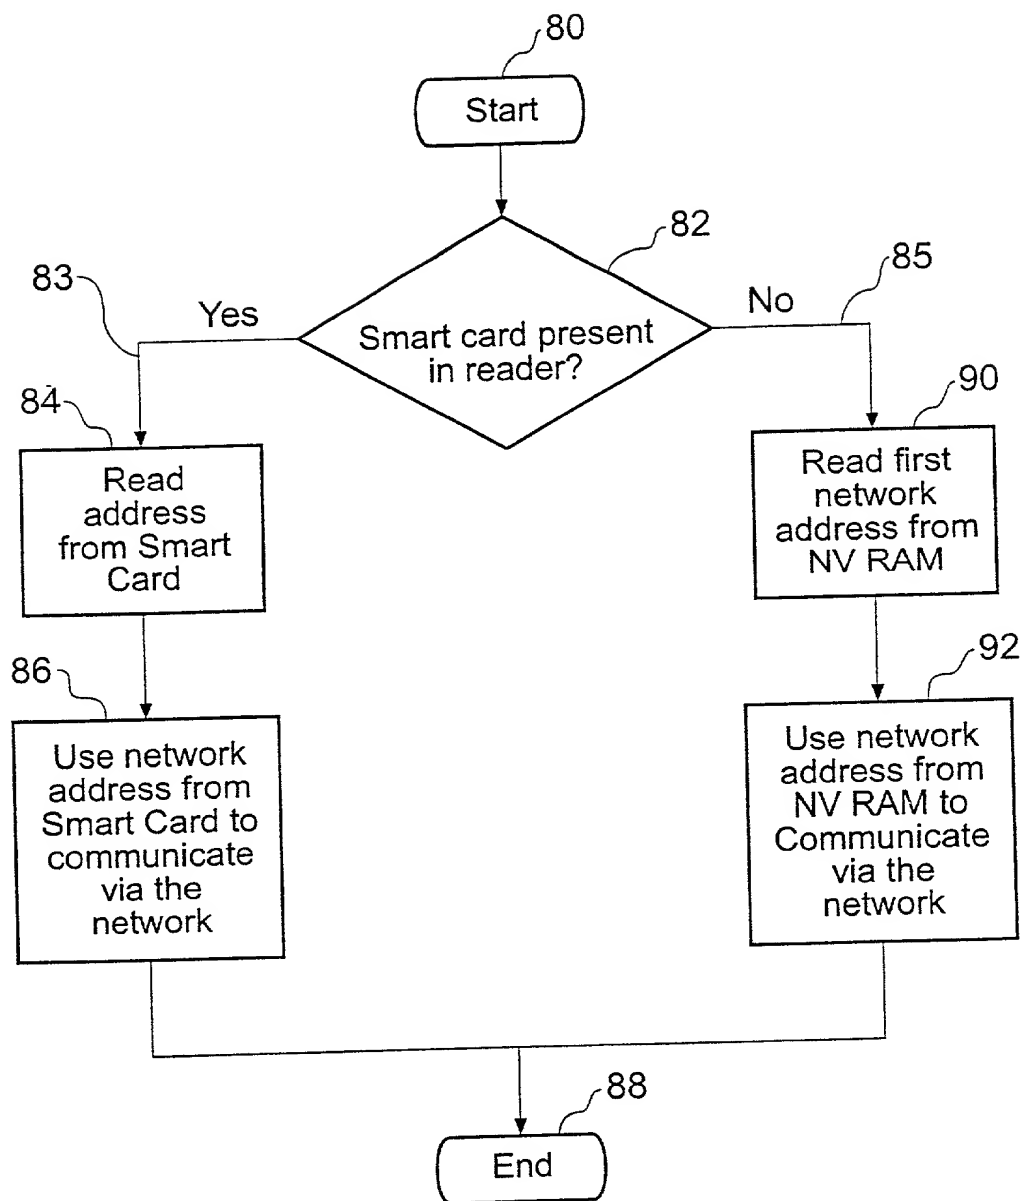 80
Start
82
85
83
Yes
No
Smart card present
in reader?
84
90
Read
address
from Smart
Card
Read first
network
address from
NV RAM
86
92
Use network
address from
Smart Card to
communicate
via the
network
Use network
address from
NV RAM to
Communicate
via the
network
88
End